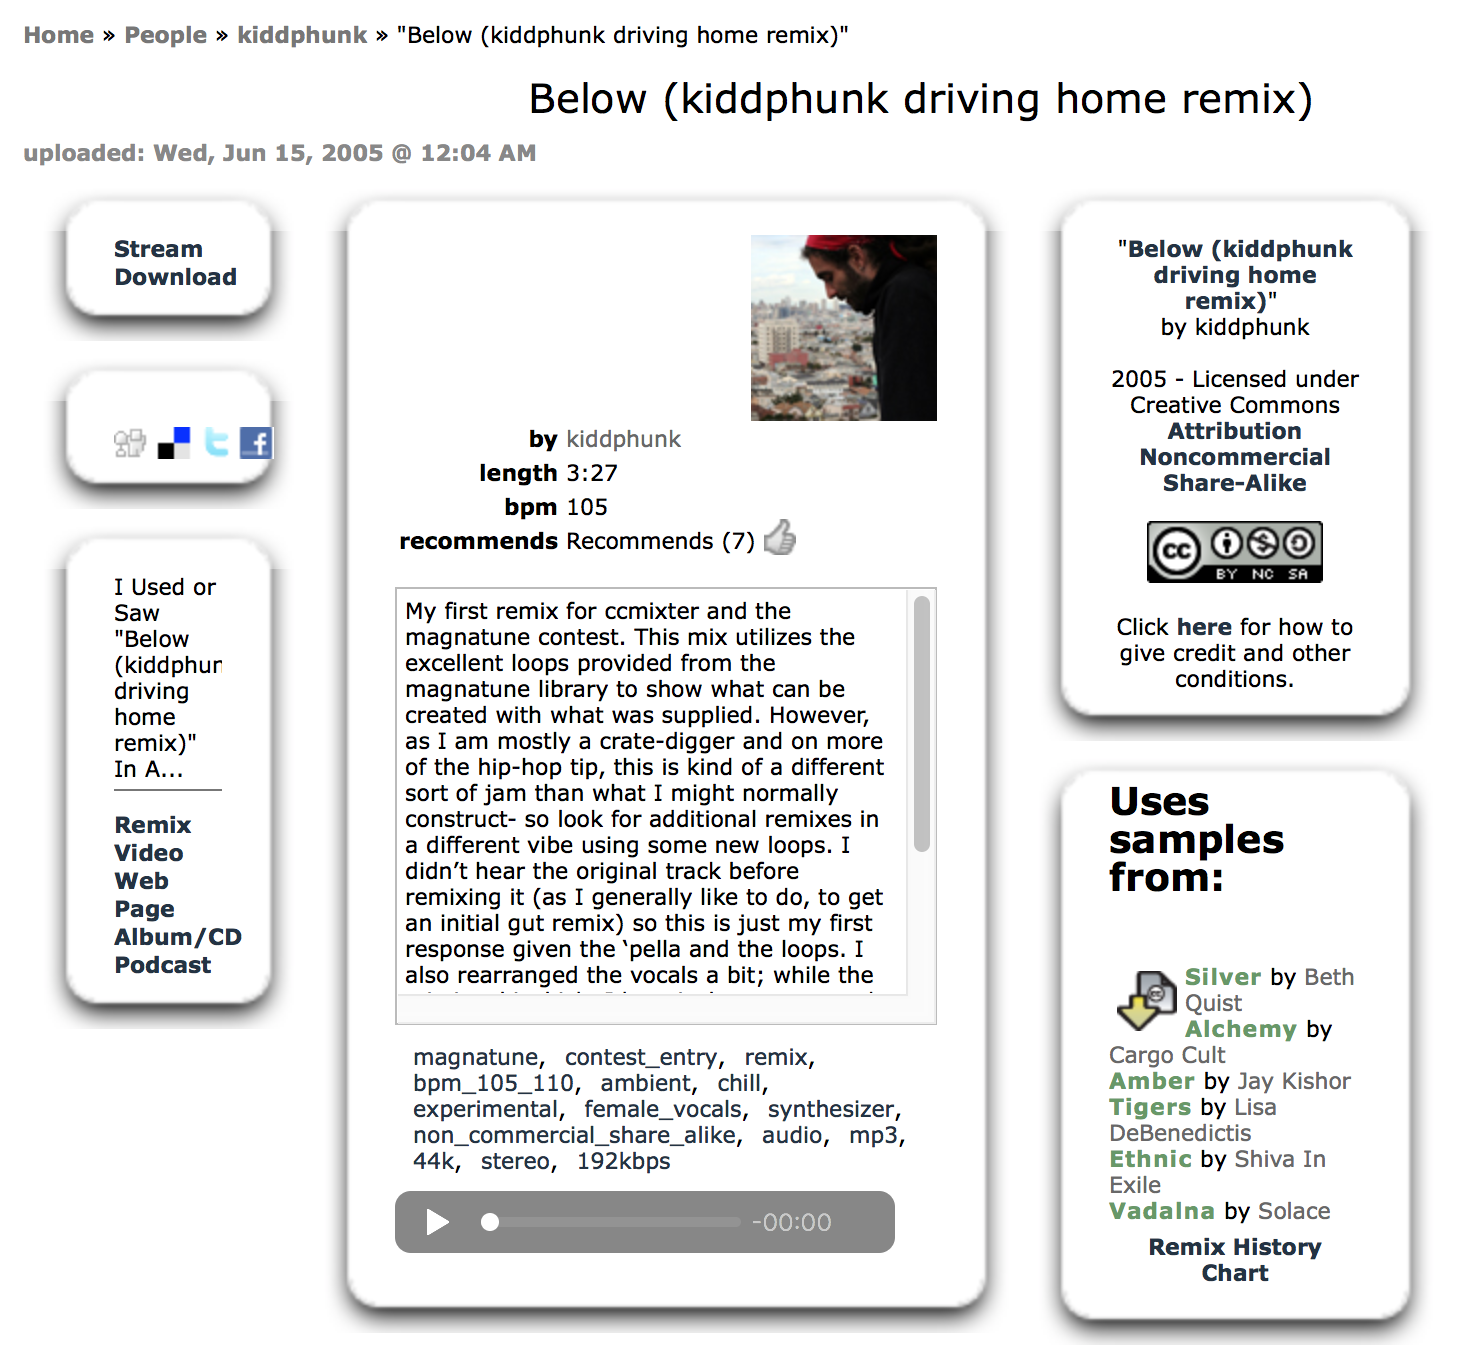 Home » People » kiddphunk » "Below (kiddphunk driving home remix)"
Below (kiddphunk driving home remix)
uploaded: Wed, Jun 15, 2005 @ 12:04 AM
Stream
Download
I Used or
Saw
"Below
(kiddphur
driving
home
remix)"
In A...
Remix
Video
Web
Page
Album/CD
Podcast
by kiddphunk
length 3:27
bpm 105
recommends Recommends (7)
My first remix for ccmixter and the
magnatune contest. This mix utilizes the
excellent loops provided from the
magnatune library to show what can be
created with what was supplied. However,
as I am mostly a crate-digger and on more
of the hip-hop tip, this is kind of a different
sort of jam than what I might normally
construct- so look for additional remixes in
a different vibe using some new loops. I
didn’t hear the original track before
remixing it (as I generally like to do, to get
an initial gut remix) so this is just my first
response given the ‘pella and the loops. I
also rearranged the vocals a bit; while the
magnatune, contest_entry, remix,
bpm_105_110, ambient, chill,
experimental, female_vocals, synthesizer,
non_commercial_share_alike, audio, mp3,
44k, stereo, 192kbps
-00:00
"Below (kiddphunk
driving home
remix)"
by kiddphunk
2005 - Licensed under
Creative Commons
Attribution
Noncommercial
Share-Alike
cc
BY NC SA
Click here for how to
give credit and other
conditions.
Uses
samples
from:
Silver by Beth
Quist
Alchemy by
Cargo Cult
Amber by Jay Kishor
Tigers by Lisa
DeBenedictis
Ethnic by Shiva In
Exile
Vadalna by Solace
Remix History
Chart